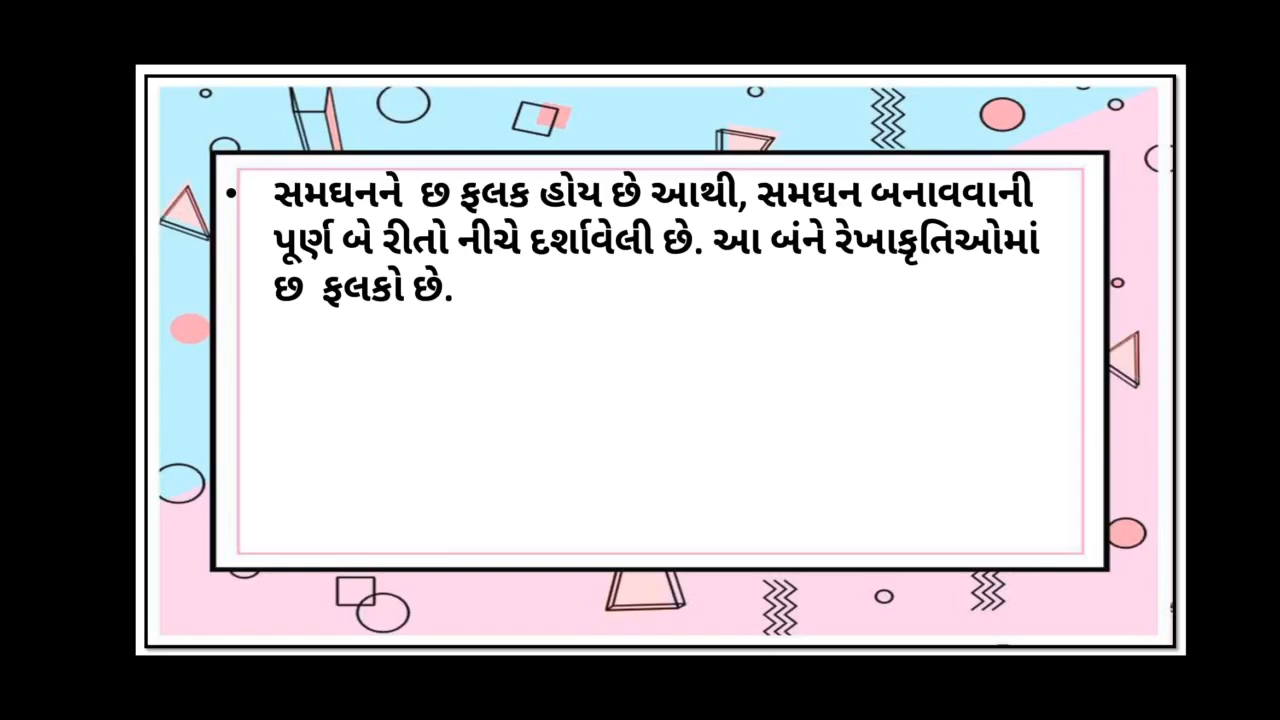 • સમઘનને છ ફલક હોય છે આથી, સમઘન બનાવવાની
પૂર્ણ બે રીતો નીચે દર્શાવેલી છે. આ બંને રેખાકૃતિઓમાં
છ ફલકો છે.